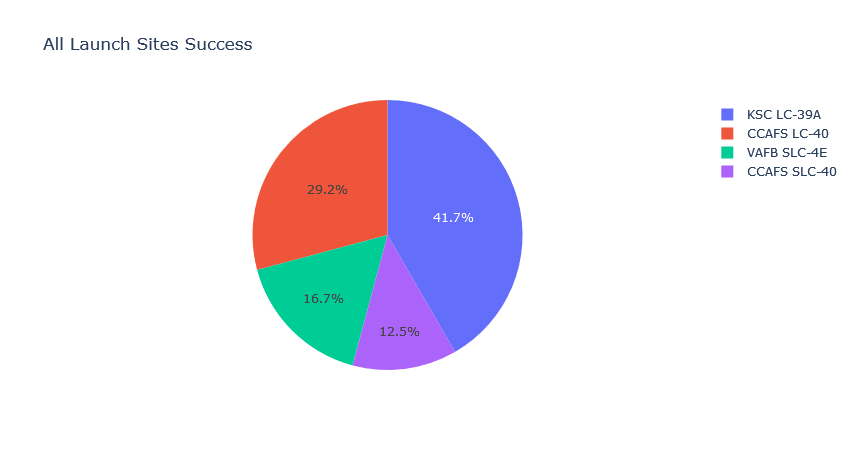 All Launch Sites Success
KSC LC-39A
CCAFS LC-40
VAFB SLC-4E
CCAFS SLC-40
29.2%
41.7%
16.7%
12.5%